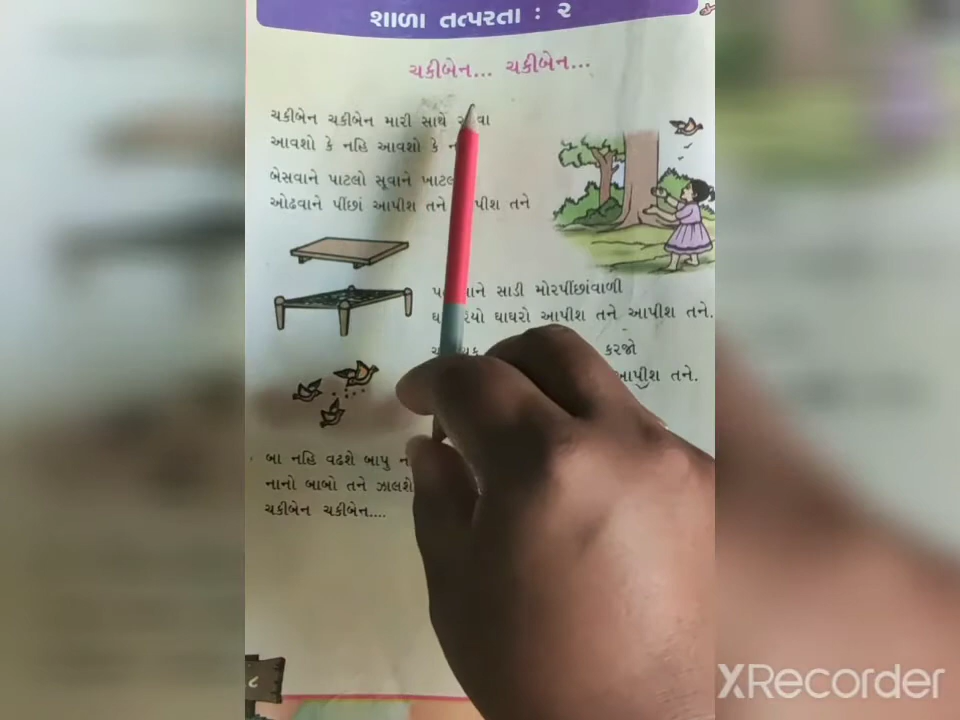 શાળા તત્પરતા : ૨
ચકીબેન... ચકીબેન...
ચકીબેન ચકીબેન મારી સાથે
આવશો કે નહિ આવશો કે
બેસવાને પાટલો સૂવાને
ઓઢવાને પીંછાં આપીશ તને તને
સાડી મોરપીંછાંવાળી
ઘાઘરો આપીશ તને આપીશ તને.
કરજો
આપીશ તને.
બા નહિ વઢશે બાપુ
નાનો બાબો તને ઝાલશે
ચકીબેન ચકીબેન....
૮
XRecorder